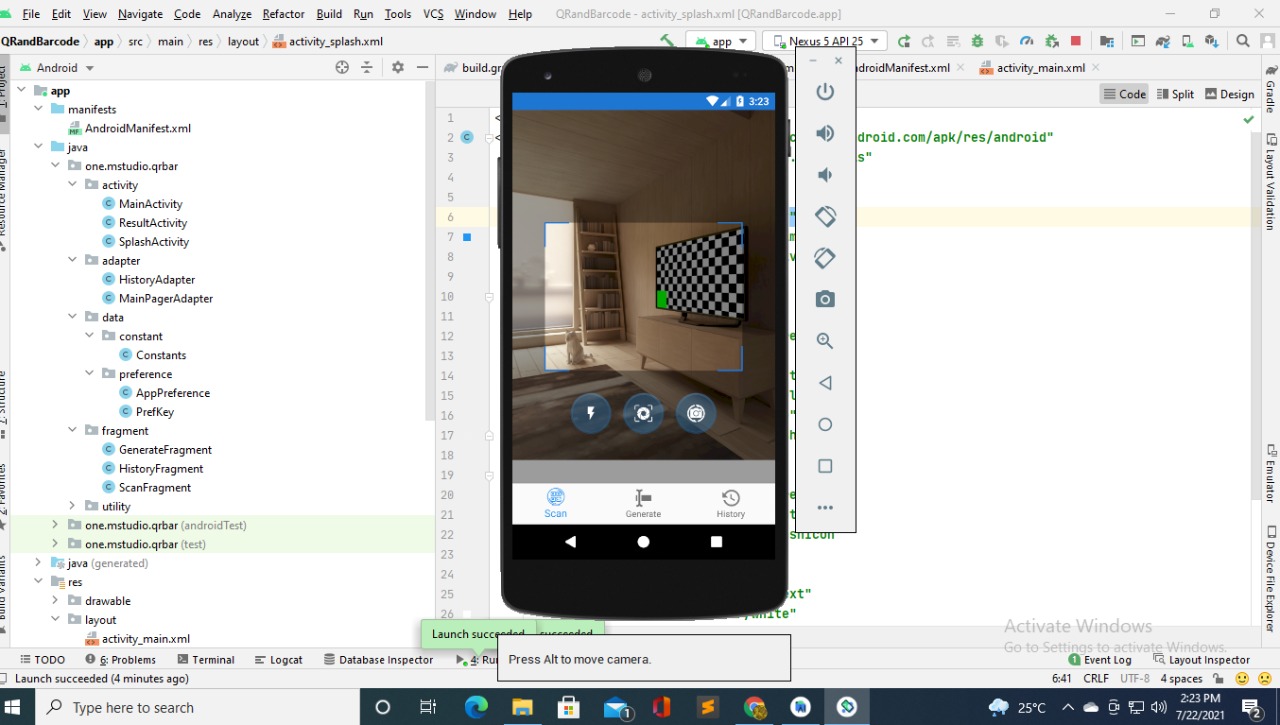 File Edit View Navigate Code Analyze Refactor Build Run Tools VCS Window Help QRandBarcode - activity_splash.xml [QRandBarcode.app]
QRandBarcode app src main res layout activity_splash.xml app Nexus 5 API 25
Android build.gr ndroidManifest.xml activity_main.xml
Code Split Design
app
manifests
AndroidManifest.xml
java
one.mstudio.qrbar
activity
MainActivity
ResultActivity
SplashActivity
adapter
HistoryAdapter
MainPagerAdapter
data
constant
Constants
preference
AppPreference
PrefKey
fragment
GenerateFragment
HistoryFragment
ScanFragment
utility
one.mstudio.qrbar (androidTest)
one.mstudio.qrbar (test)
java (generated)
res
drawable
layout
activity_main.xml
1
2
3
4
5
6
7
8
9
10
11
12
13
14
15
16
17
18
19
20
21
22
23
24
25
26
droid.com/apk/res/android"
s"
ext"
3:23
Scan Generate History
Gradle
Layout Validation
Emulator
Device File Explorer
Resource Manager
Launch succeeded succeeded
Press Alt to move camera.
Activate Windows
Go to Settings to activate Windows.
TODO 6: Problems Terminal Logcat Database Inspector 4: Run Event Log Layout Inspector
1
Launch succeeded (4 minutes ago) 6:41 CRLF UTF-8 4 spaces
Type here to search 1 25°C 2:23 PM
7/22/2021 2